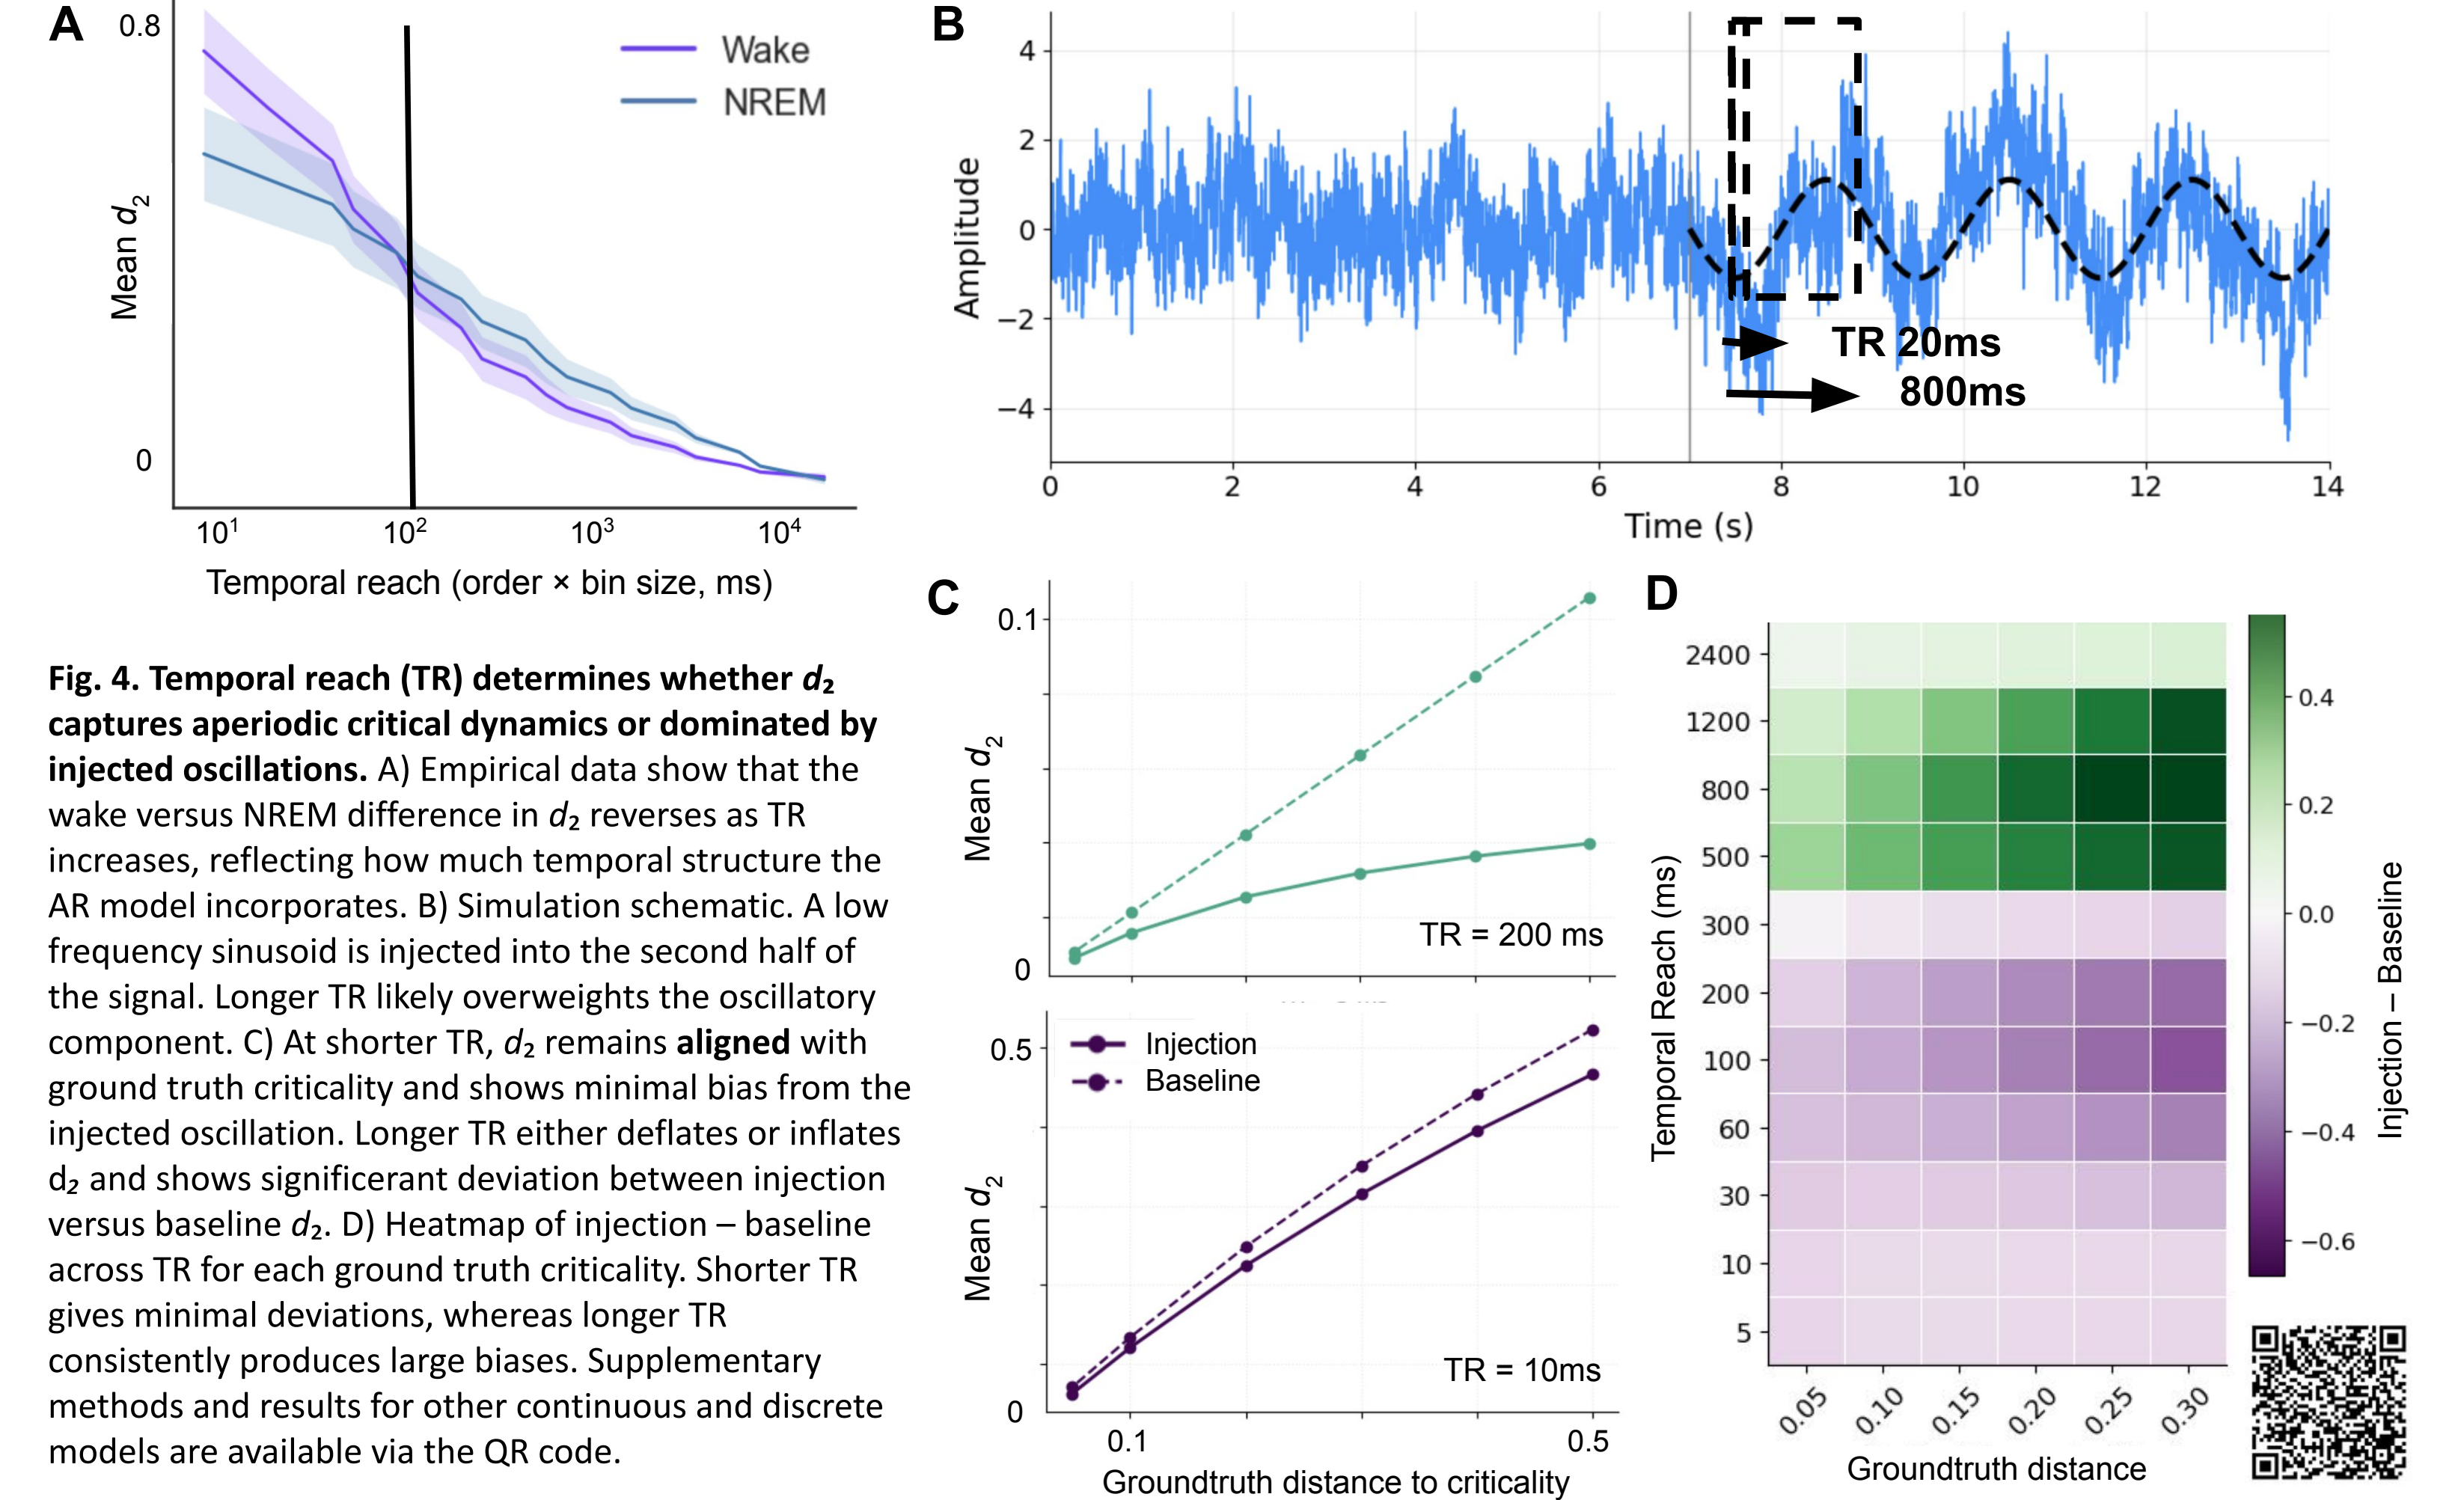 A
0.8
Mean d₂
0
Wake
NREM
10¹ 10² 10³ 10⁴
Temporal reach (order × bin size, ms)
B
Amplitude
4
2
0
−2
−4
TR 20ms
800ms
0 2 4 6 8 10 12 14
Time (s)
Fig. 4. Temporal reach (TR) determines whether d₂
captures aperiodic critical dynamics or dominated by
injected oscillations. A) Empirical data show that the
wake versus NREM difference in d₂ reverses as TR
increases, reflecting how much temporal structure the
AR model incorporates. B) Simulation schematic. A low
frequency sinusoid is injected into the second half of
the signal. Longer TR likely overweights the oscillatory
component. C) At shorter TR, d₂ remains aligned with
ground truth criticality and shows minimal bias from the
injected oscillation. Longer TR either deflates or inflates
d₂ and shows significerant deviation between injection
versus baseline d₂. D) Heatmap of injection – baseline
across TR for each ground truth criticality. Shorter TR
gives minimal deviations, whereas longer TR
consistently produces large biases. Supplementary
methods and results for other continuous and discrete
models are available via the QR code.
C
0.1
Mean d₂
0
TR = 200 ms
0.5
Mean d₂
0
Injection
Baseline
TR = 10ms
0.1 0.5
Groundtruth distance to criticality
D
Temporal Reach (ms)
2400
1200
800
500
300
200
100
60
30
10
5
0.05 0.10 0.15 0.20 0.25 0.30
Groundtruth distance
0.4
0.2
0.0
−0.2
−0.4
−0.6
Injection – Baseline